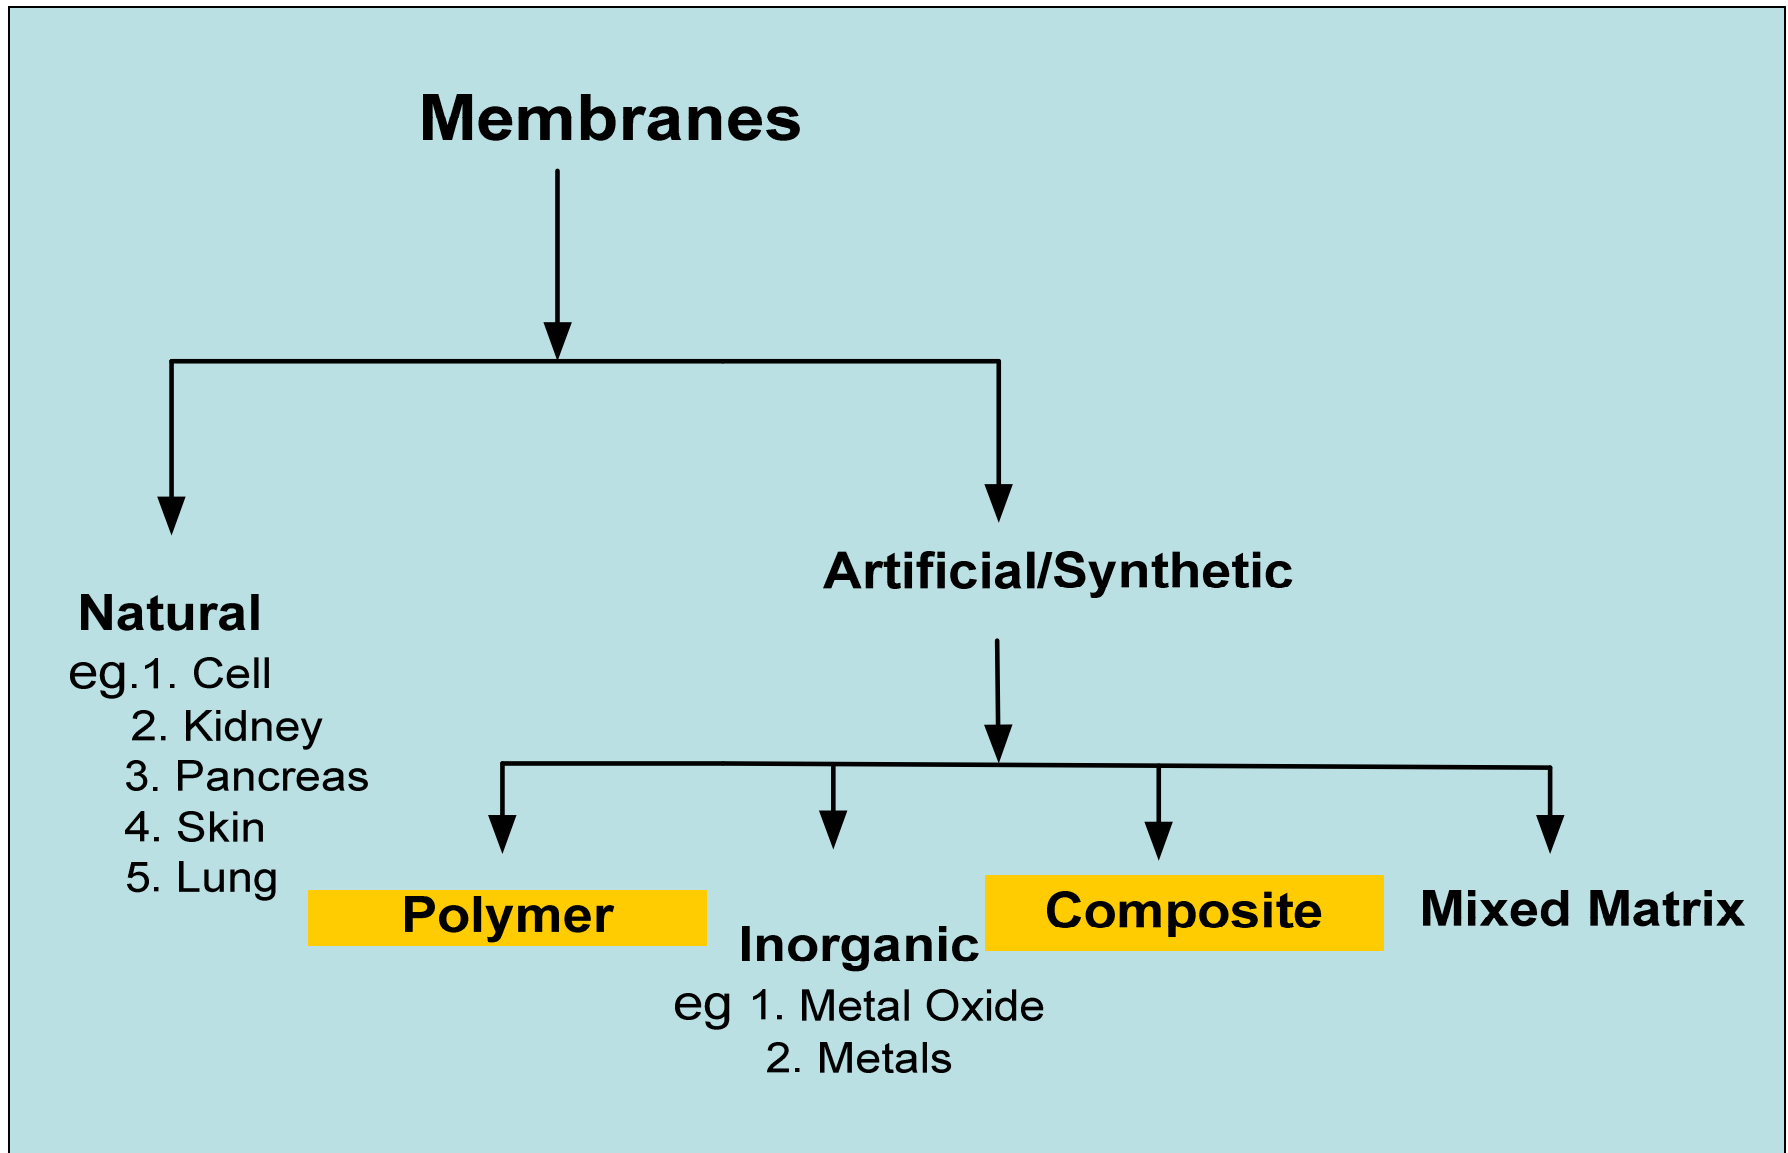 Membranes
Artificial/Synthetic
Natural
eg.1. Cell
2. Kidney
3. Pancreas
4. Skin
5. Lung
Polymer
Inorganic
eg 1. Metal Oxide
2. Metals
Composite
Mixed Matrix